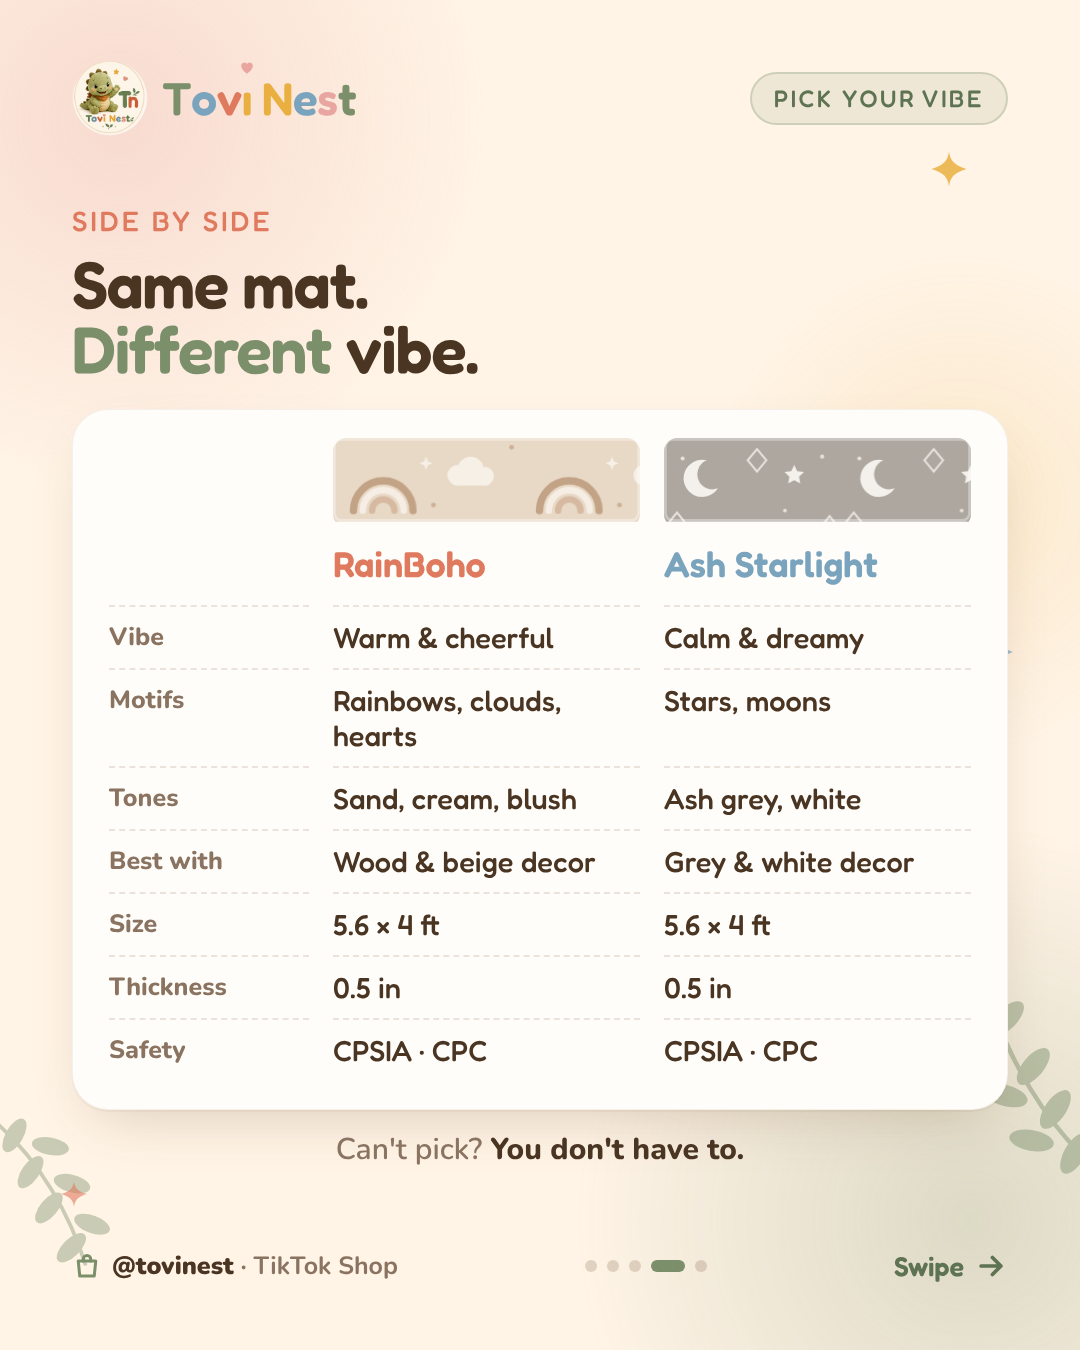 Tn
Tovi Nest
Tovi Nest
PICK YOUR VIBE
SIDE BY SIDE
Same mat.
Different vibe.
RainBoho Ash Starlight
Vibe Warm & cheerful Calm & dreamy
Motifs Rainbows, clouds, Stars, moons
hearts
Tones Sand, cream, blush Ash grey, white
Best with Wood & beige decor Grey & white decor
Size 5.6 × 4 ft 5.6 × 4 ft
Thickness 0.5 in 0.5 in
Safety CPSIA · CPC CPSIA · CPC
Can't pick? You don't have to.
@tovinest · TikTok Shop
Swipe →